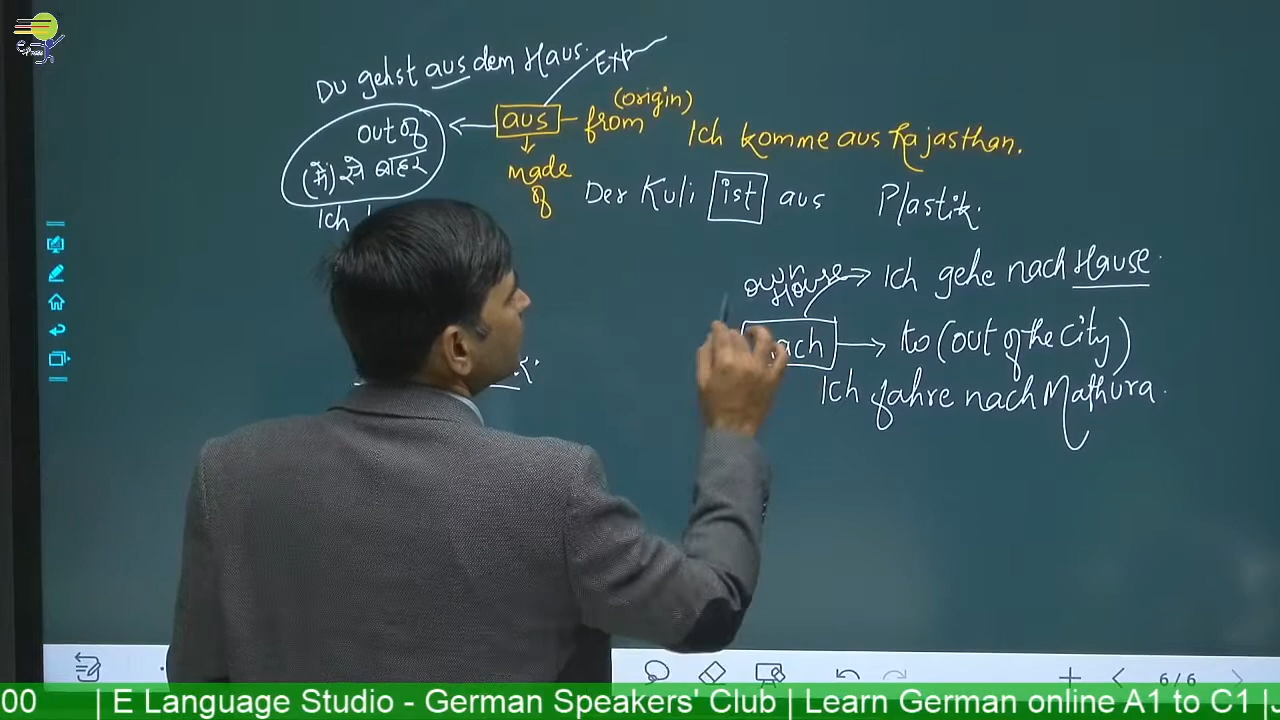 Du gehst aus dem Haus.
Exp
(origin)
out of
aus
from
Ich komme aus Rajasthan.
(में) से बाहर
made
of
Der Kuli ist aus Plastik.
Ich
own
House
Ich gehe nach Hause.
to (out of the city)
Ich fahre nach Mathura.
6/6
00 | E Language Studio - German Speakers' Club | Learn German online A1 to C1 |